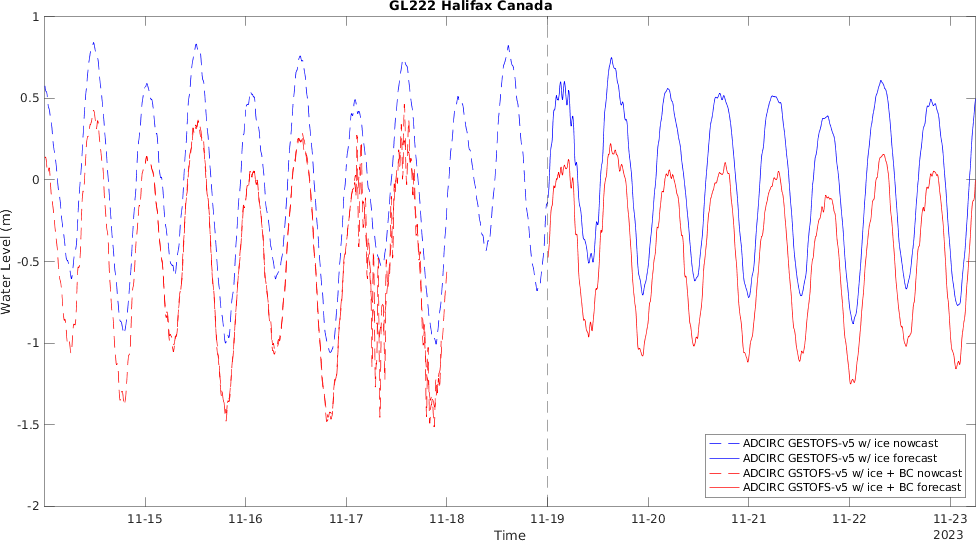 GL222 Halifax Canada
1
0.5
0
-0.5
-1
-1.5
-2
Water Level (m)
ADCIRC GESTOFS-v5 w/ ice nowcast
ADCIRC GESTOFS-v5 w/ ice forecast
ADCIRC GSTOFS-v5 w/ ice + BC nowcast
ADCIRC GSTOFS-v5 w/ ice + BC forecast
11-15 11-16 11-17 11-18 11-19 11-20 11-21 11-22 11-23
Time
2023